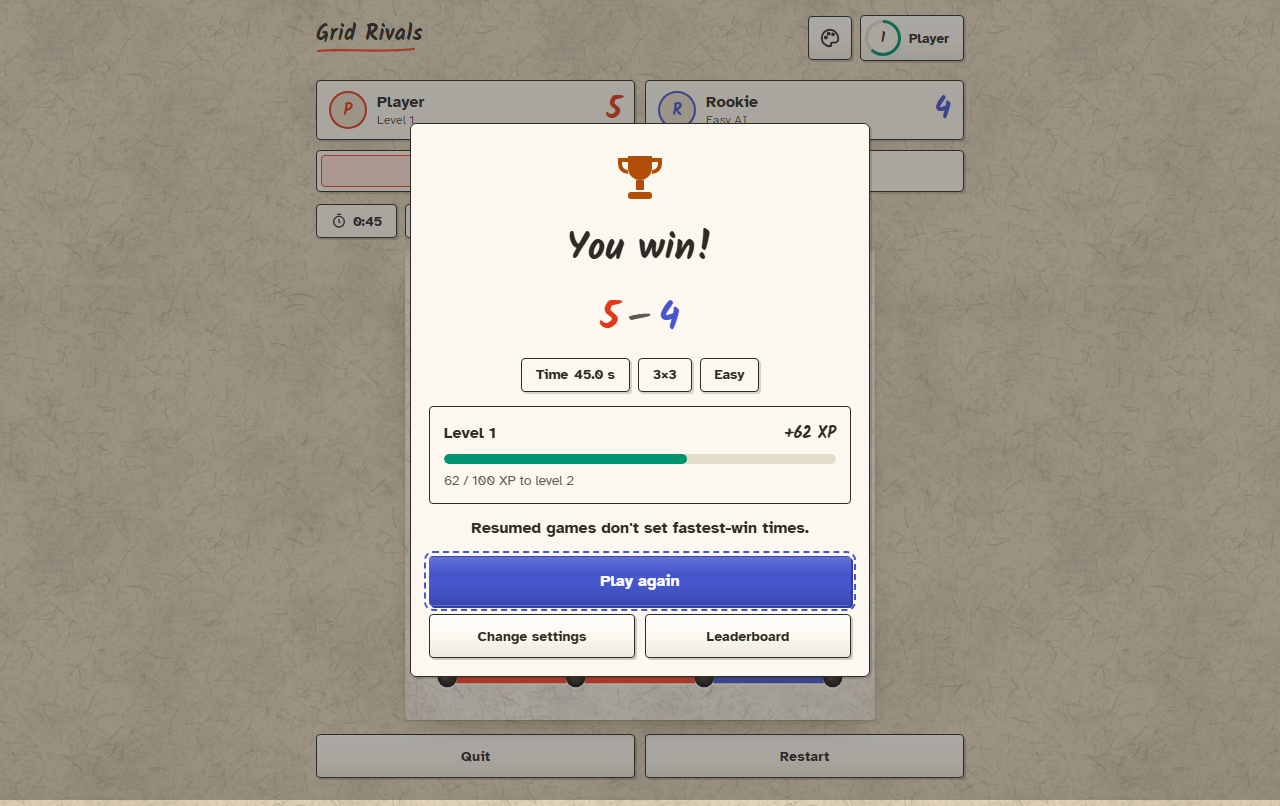 Grid Rivals
1 Player
P Player 5
Level 1
R Rookie 4
Easy AI
0:45
You win!
5 – 4
Time 45.0 s
3×3
Easy
Level 1 +62 XP
62 / 100 XP to level 2
Resumed games don't set fastest-win times.
Play again
Change settings
Leaderboard
Quit
Restart